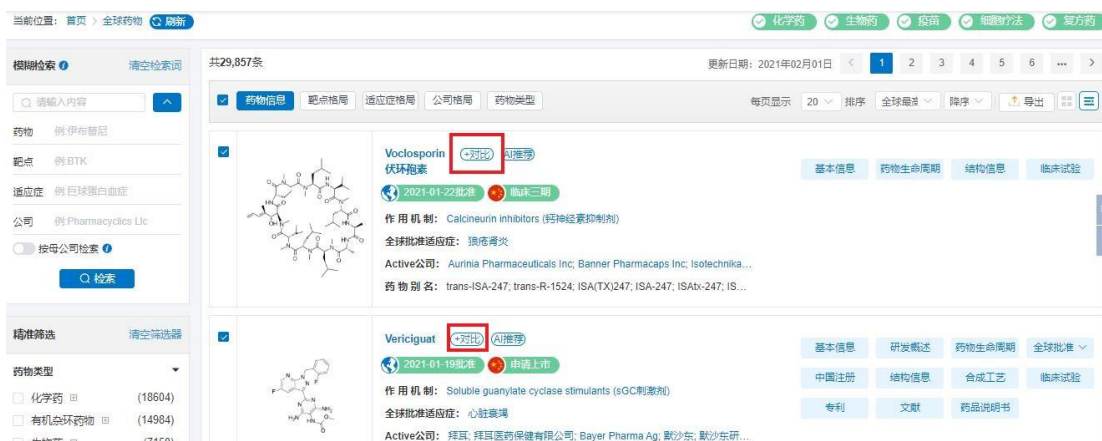 当前位置: 首页 > 全球药物 刷新
化学药 生物药 疫苗 细胞疗法 复方药
模糊检索 清空检索词
请输入内容
药物 例:伊布替尼
靶点 例:BTK
适应症 例:巨球蛋白血症
公司 例:Pharmacyclics Llc
按母公司检索
检索
精准筛选 清空筛选器
药物类型
化学药 (18604)
有机杂环药物 (14984)
共29,857条 更新日期: 2021年02月01日 < 1 2 3 4 5 6 ... >
药物信息 靶点格局 适应症格局 公司格局 药物类型 每页显示 20 排序 全球最高 降序 导出
Voclosporin +对比 AI推荐
伏环孢素
2021-01-22批准 临床三期
作用机制: Calcineurin inhibitors (钙神经素抑制剂)
全球批准适应症: 狼疮肾炎
Active公司: Aurinia Pharmaceuticals Inc; Banner Pharmacaps Inc; Isotechnika...
药物别名: trans-ISA-247; trans-R-1524; ISA(TX)247; ISA-247; ISAtx-247; IS...
基本信息 药物生命周期 结构信息 临床试验
Vericiguat +对比 AI推荐
2021-01-19批准 申请上市
作用机制: Soluble guanylate cyclase stimulants (sGC刺激剂)
全球批准适应症: 心脏衰竭
Active公司: 拜耳; 拜耳医药保健有限公司; Bayer Pharma Ag; 默沙东; 默沙东研...
基本信息 研发概述 药物生命周期 全球批准
中国注册 结构信息 合成工艺 临床试验
专利 文献 药品说明书